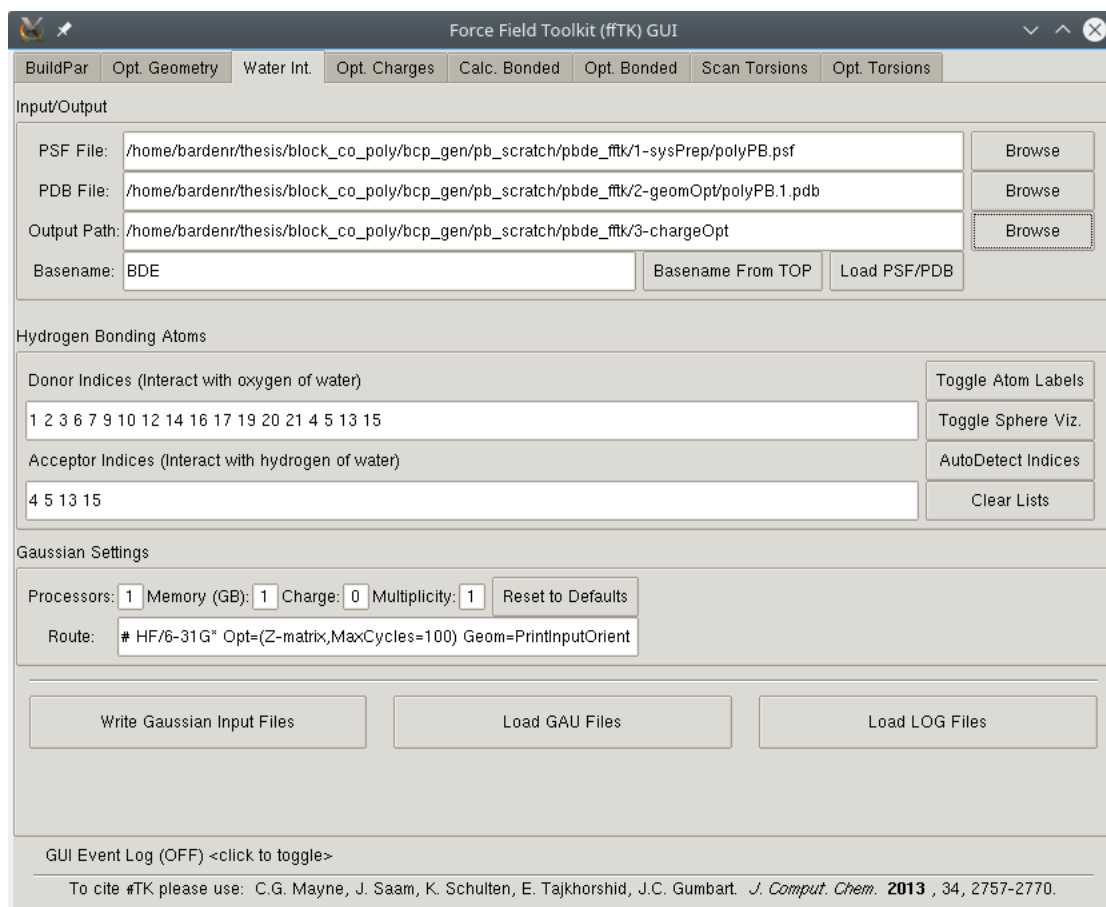 Force Field Toolkit (ffTK) GUI
BuildPar Opt. Geometry Water Int. Opt. Charges Calc. Bonded Opt. Bonded Scan Torsions Opt. Torsions
Input/Output
PSF File: /home/bardenr/thesis/block_co_poly/bcp_gen/pb_scratch/pbde_fftk/1-sysPrep/polyPB.psf Browse
PDB File: /home/bardenr/thesis/block_co_poly/bcp_gen/pb_scratch/pbde_fftk/2-geomOpt/polyPB.1.pdb Browse
Output Path: /home/bardenr/thesis/block_co_poly/bcp_gen/pb_scratch/pbde_fftk/3-chargeOpt Browse
Basename: BDE Basename From TOP Load PSF/PDB
Hydrogen Bonding Atoms
Donor Indices (Interact with oxygen of water) Toggle Atom Labels
1 2 3 6 7 9 10 12 14 16 17 19 20 21 4 5 13 15 Toggle Sphere Viz.
Acceptor Indices (Interact with hydrogen of water) AutoDetect Indices
4 5 13 15 Clear Lists
Gaussian Settings
Processors: 1 Memory (GB): 1 Charge: 0 Multiplicity: 1 Reset to Defaults
Route: # HF/6-31G* Opt=(Z-matrix,MaxCycles=100) Geom=PrintInputOrient
Write Gaussian Input Files Load GAU Files Load LOG Files
GUI Event Log (OFF) <click to toggle>
To cite ffTK please use: C.G. Mayne, J. Saam, K. Schulten, E. Tajkhorshid, J.C. Gumbart. J. Comput. Chem. 2013 , 34, 2757-2770.